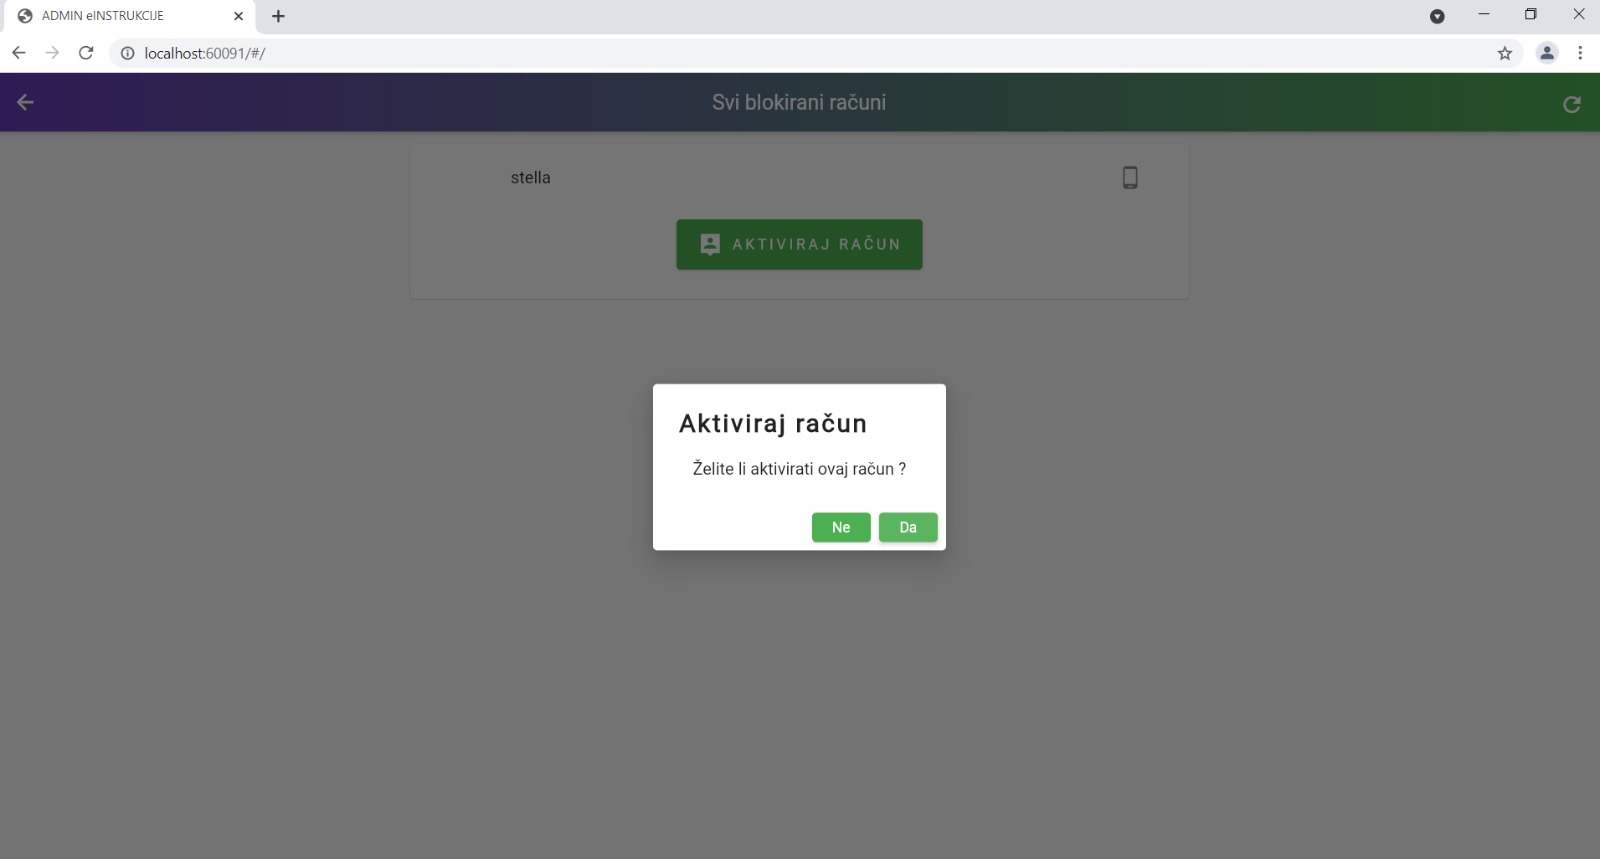 ADMIN eINSTRUKCIJE
localhost:60091/#/
Svi blokirani računi
stella
AKTIVIRAJ RAČUN
Aktiviraj račun
Želite li aktivirati ovaj račun ?
Ne Da